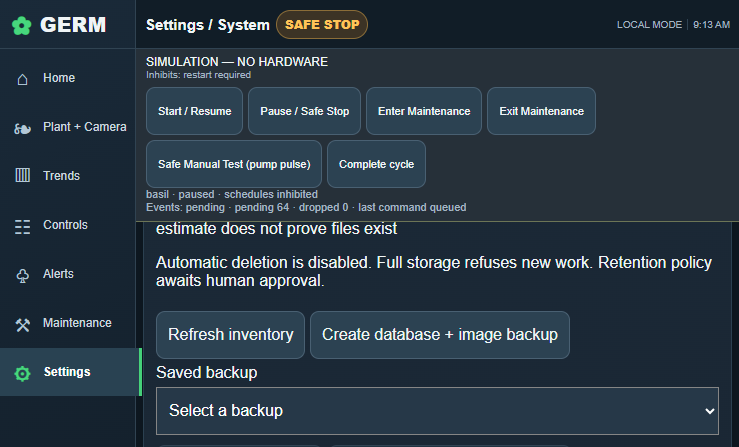 GERM
Settings / System SAFE STOP
LOCAL MODE 9:13 AM
Home
Plant + Camera
Trends
Controls
Alerts
Maintenance
Settings
SIMULATION — NO HARDWARE
Inhibits: restart required
Start / Resume
Pause / Safe Stop
Enter Maintenance
Exit Maintenance
Safe Manual Test (pump pulse)
Complete cycle
basil · paused · schedules inhibited
Events: pending · pending 64 · dropped 0 · last command queued
estimate does not prove files exist
Automatic deletion is disabled. Full storage refuses new work. Retention policy
awaits human approval.
Refresh inventory
Create database + image backup
Saved backup
Select a backup